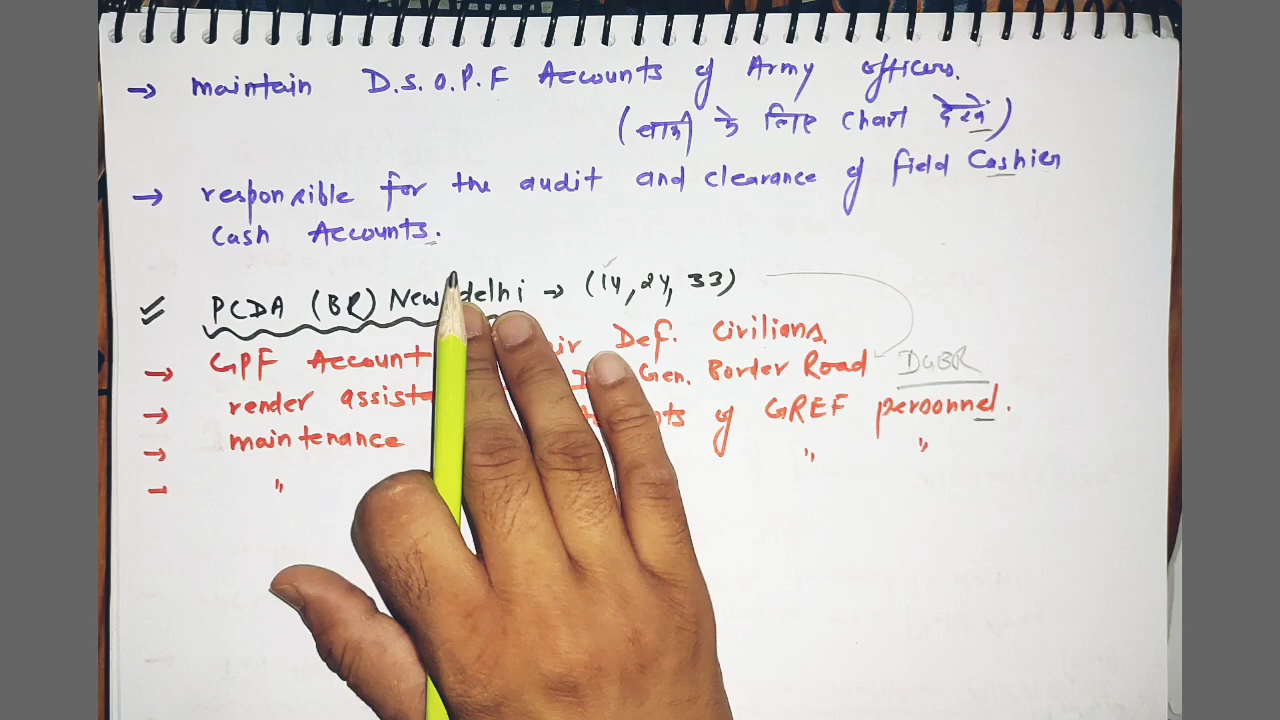 → maintain D.S.O.P.F Accounts of Army officers.
(बाकी के लिए chart देखें)
→ responsible for the audit and clearance of field Cashier
Cash Accounts.
PCDA (BR) New delhi → (14, 24, 33)
→ GPF Account Def. Civilians,
→ render Gen. Border Road DGBR
→ maintenance of GREF personnel.
→ " " "